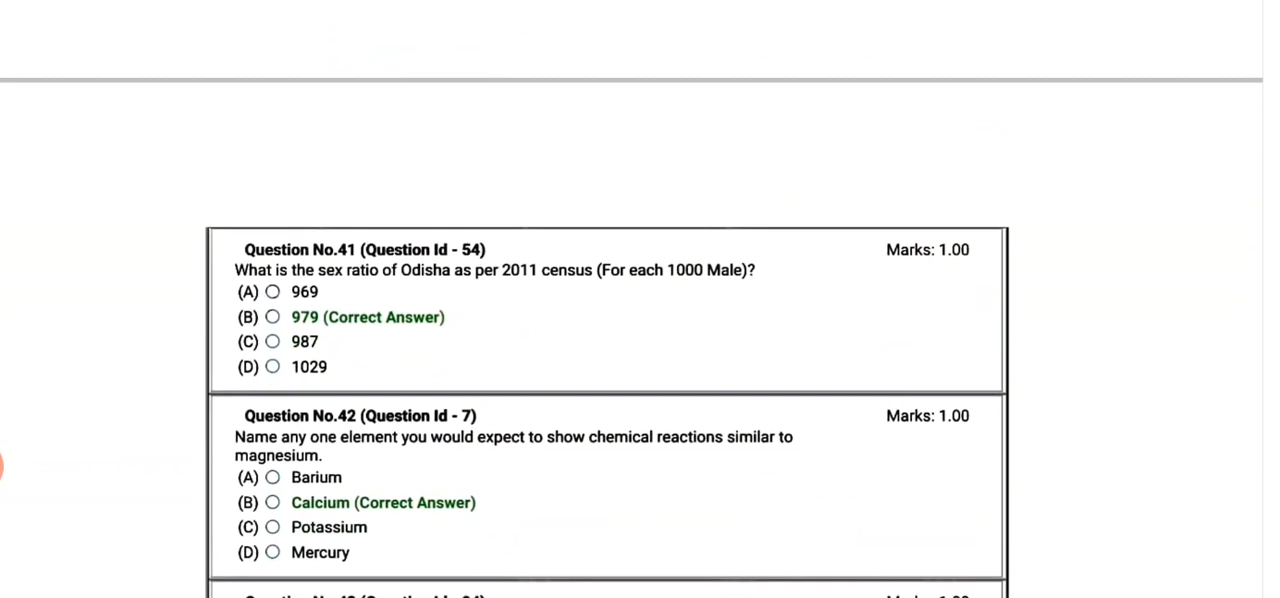 Question No.41 (Question Id - 54) Marks: 1.00
What is the sex ratio of Odisha as per 2011 census (For each 1000 Male)?
(A) 969
(B) 979 (Correct Answer)
(C) 987
(D) 1029
Question No.42 (Question Id - 7) Marks: 1.00
Name any one element you would expect to show chemical reactions similar to
magnesium.
(A) Barium
(B) Calcium (Correct Answer)
(C) Potassium
(D) Mercury